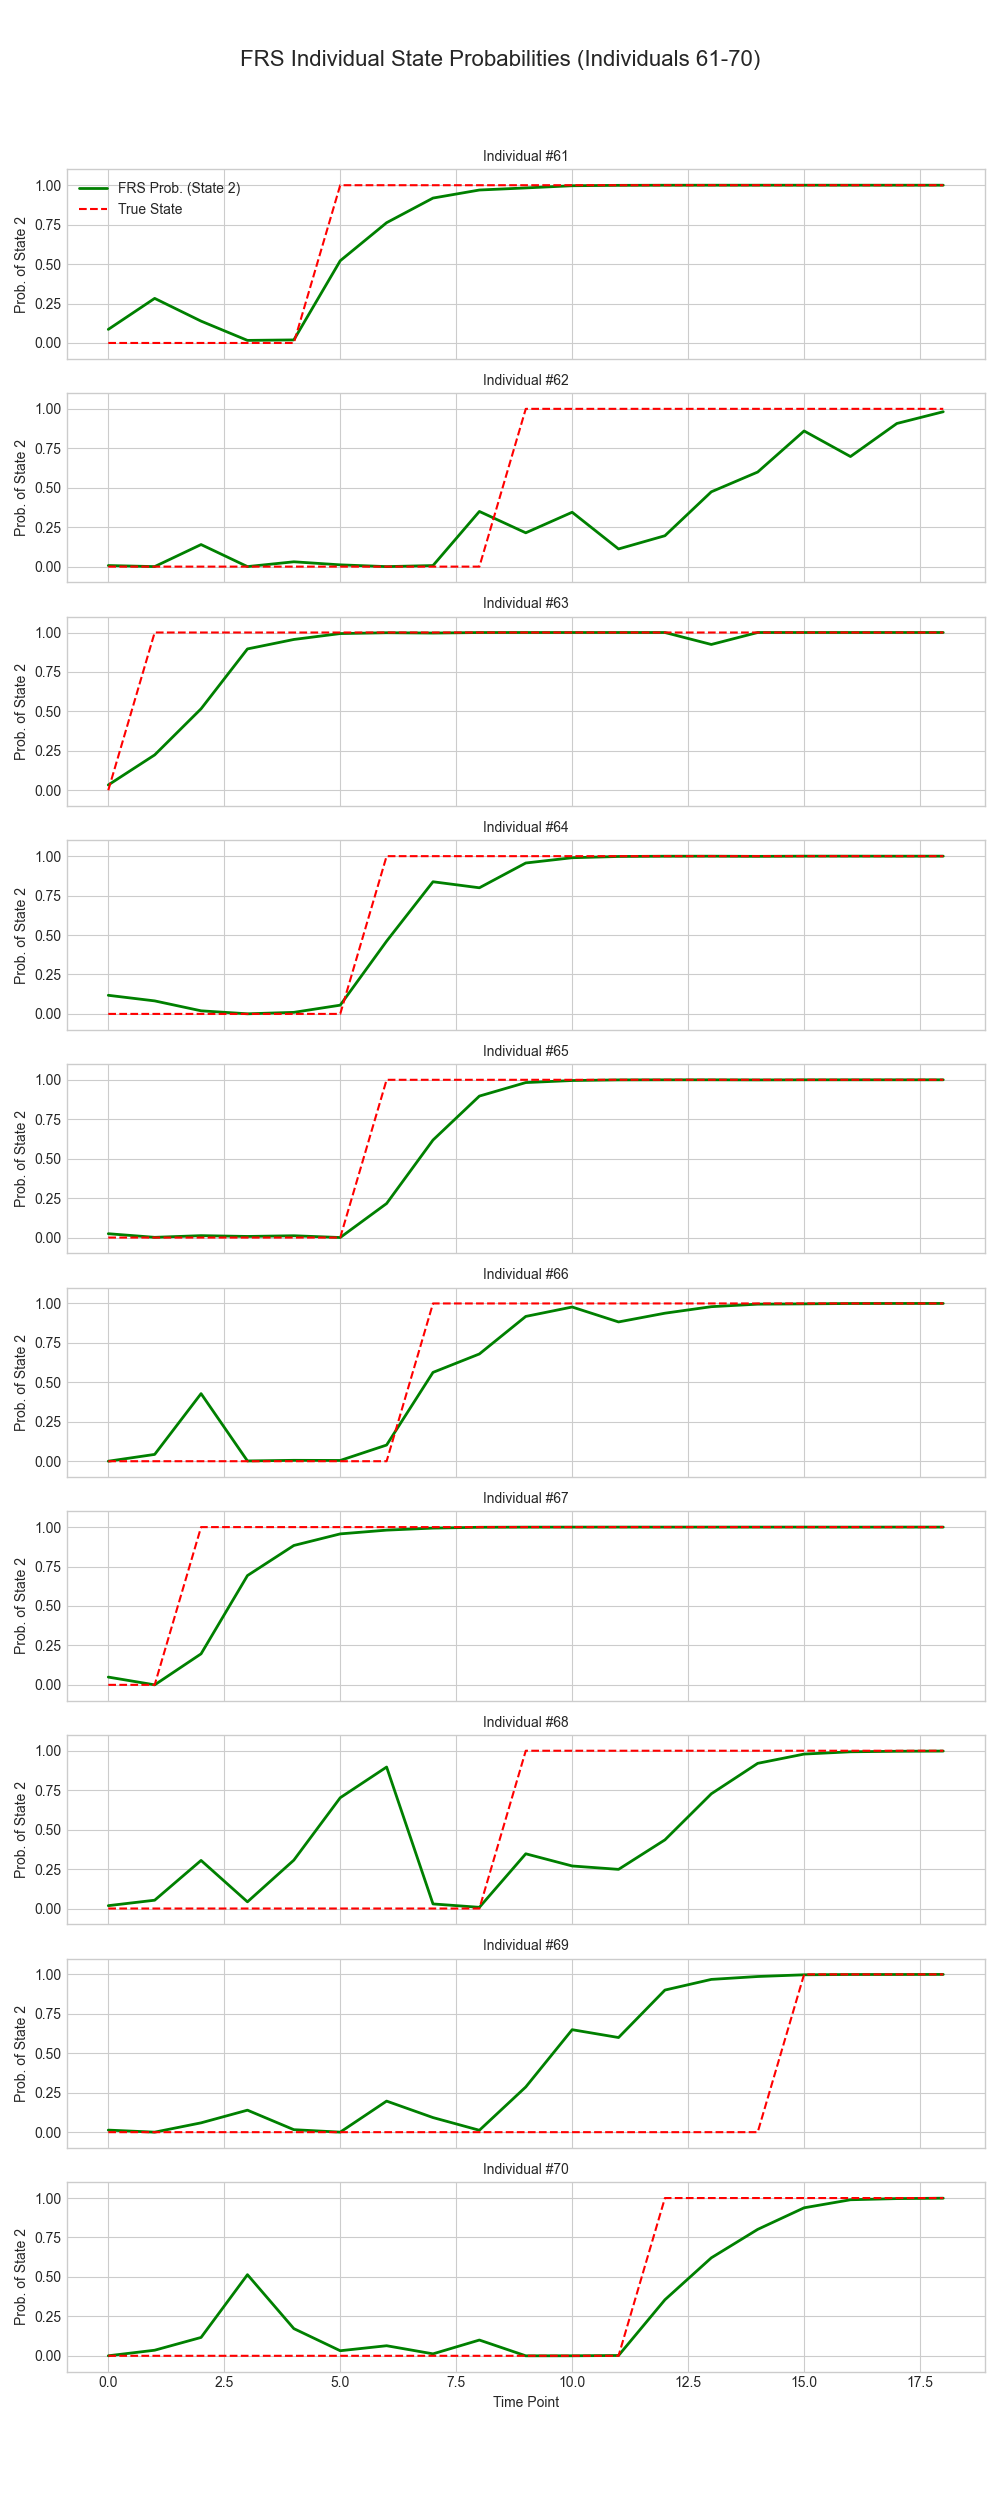 FRS Individual State Probabilities (Individuals 61-70)
Individual #61
FRS Prob. (State 2)
True State
Prob. of State 2
1.00
0.75
0.50
0.25
0.00
Individual #62
Prob. of State 2
1.00
0.75
0.50
0.25
0.00
Individual #63
Prob. of State 2
1.00
0.75
0.50
0.25
0.00
Individual #64
Prob. of State 2
1.00
0.75
0.50
0.25
0.00
Individual #65
Prob. of State 2
1.00
0.75
0.50
0.25
0.00
Individual #66
Prob. of State 2
1.00
0.75
0.50
0.25
0.00
Individual #67
Prob. of State 2
1.00
0.75
0.50
0.25
0.00
Individual #68
Prob. of State 2
1.00
0.75
0.50
0.25
0.00
Individual #69
Prob. of State 2
1.00
0.75
0.50
0.25
0.00
Individual #70
Prob. of State 2
1.00
0.75
0.50
0.25
0.00
0.0 2.5 5.0 7.5 10.0 12.5 15.0 17.5
Time Point